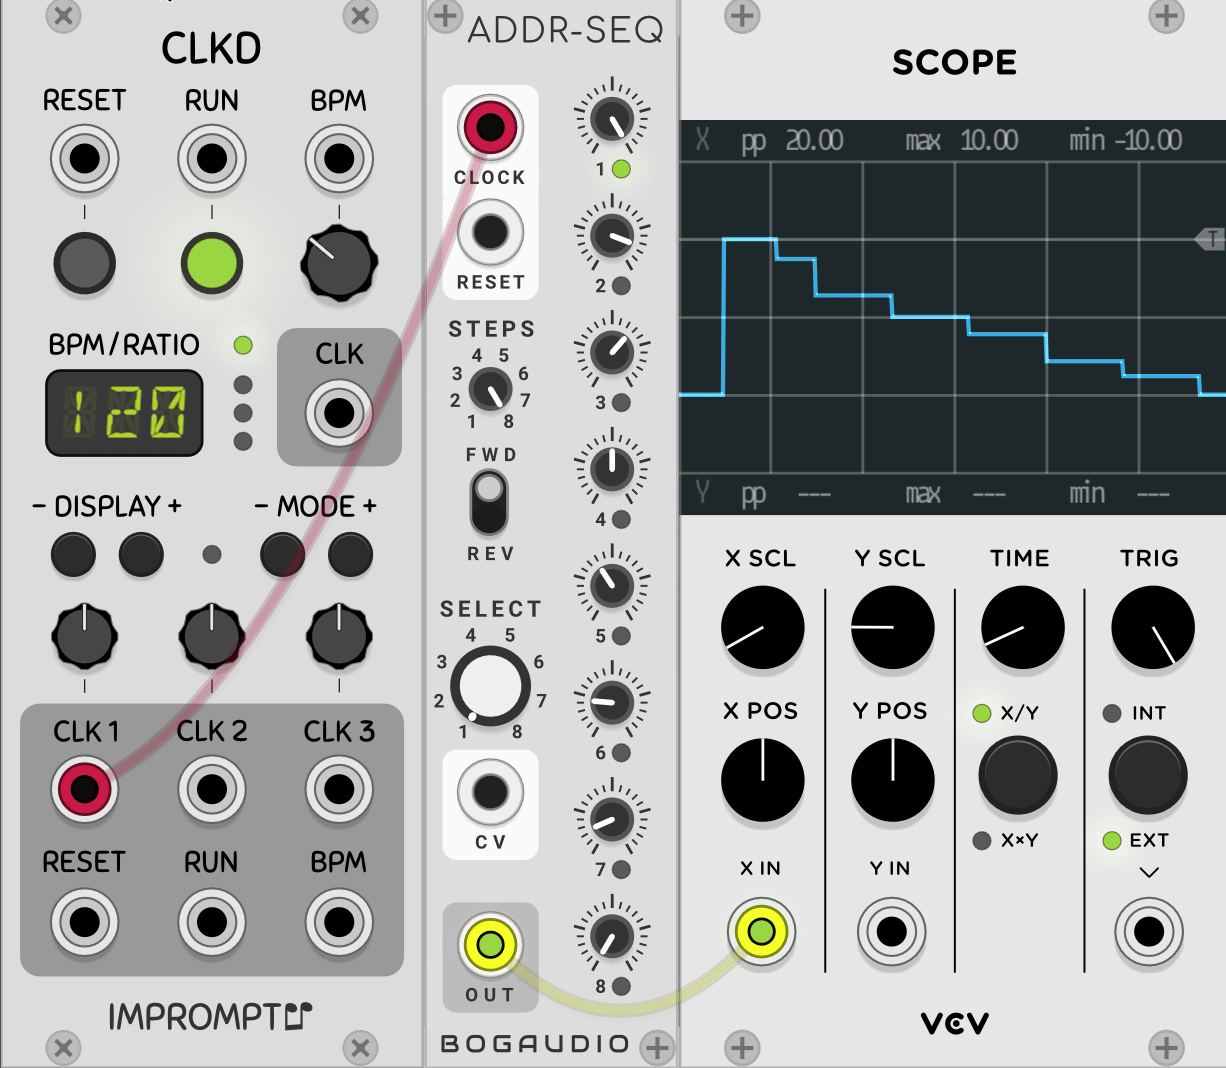 CLKD
RESET RUN BPM
BPM/RATIO
120
CLK
- DISPLAY + - MODE +
CLK 1 CLK 2 CLK 3
RESET RUN BPM
IMPROMPT
ADDR-SEQ
CLOCK
RESET
STEPS
1 2 3 4 5 6 7 8
FWD
REV
SELECT
1 2 3 4 5 6 7 8
CV
OUT
1
2
3
4
5
6
7
8
BOGAUDIO
SCOPE
X pp 20.00 max 10.00 min -10.00
T
Y pp --- max --- min ---
X SCL Y SCL TIME TRIG
X POS Y POS X/Y INT
X×Y EXT
X IN Y IN
VCV